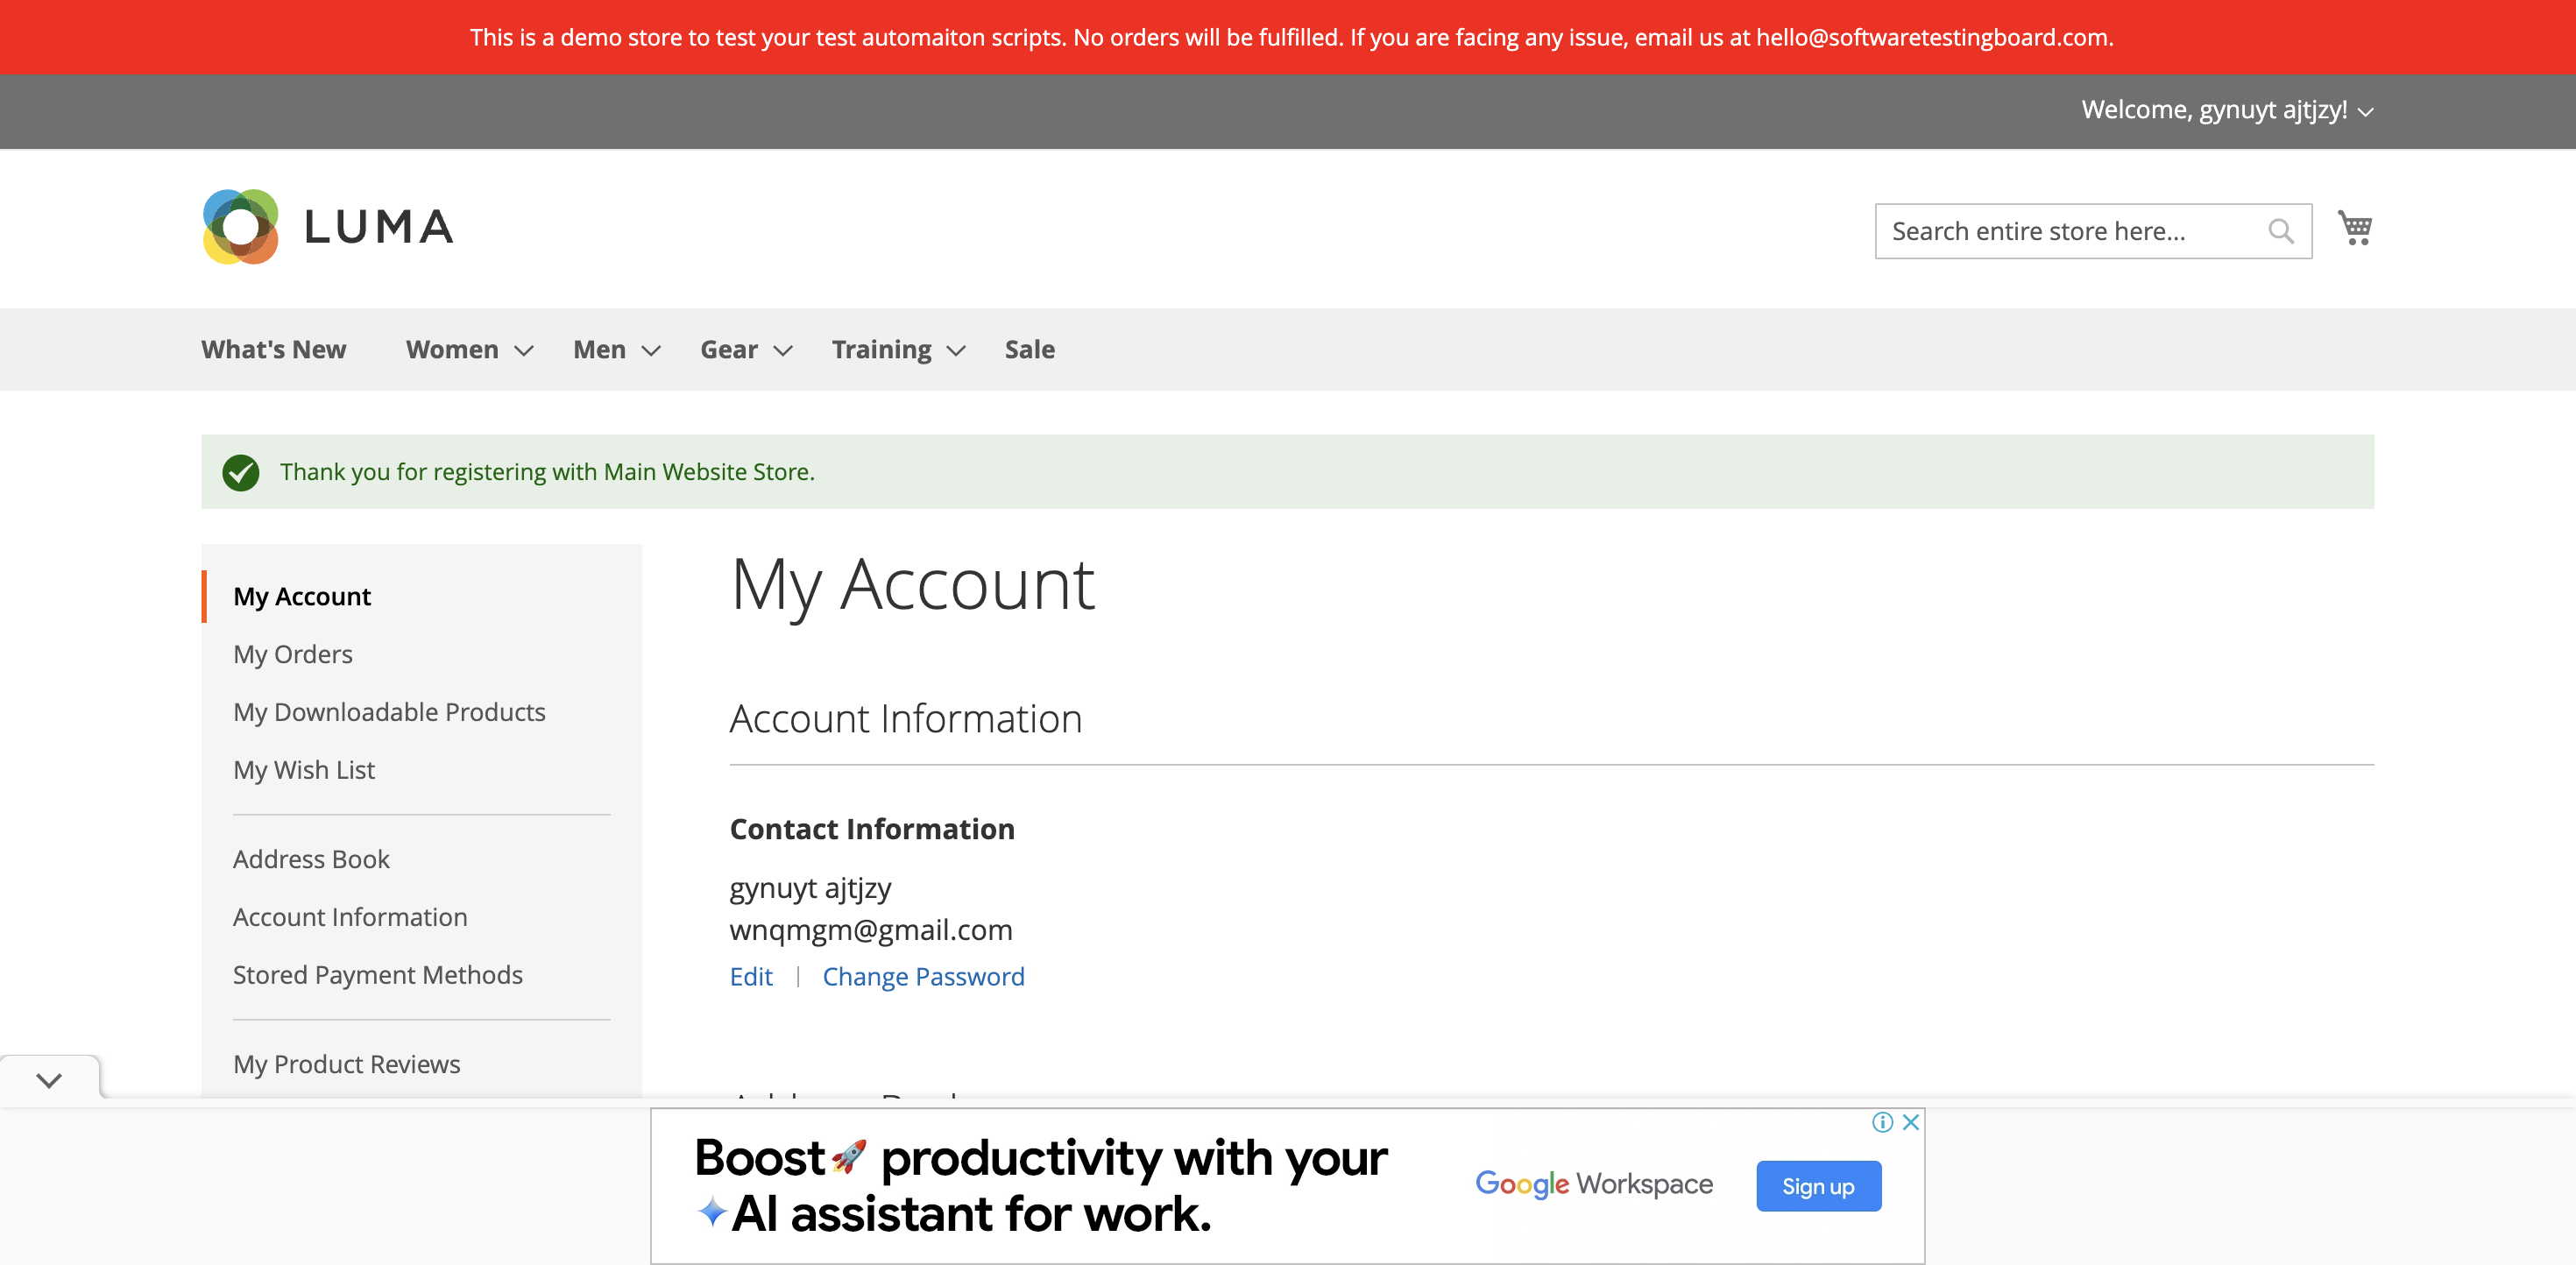 This is a demo store to test your test automaiton scripts. No orders will be fulfilled. If you are facing any issue, email us at hello@softwaretestingboard.com.
Welcome, gynuyt ajtjzy!
LUMA
Search entire store here...
What's New Women Men Gear Training Sale
Thank you for registering with Main Website Store.
My Account
My Orders
My Downloadable Products
My Wish List
Address Book
Account Information
Stored Payment Methods
My Product Reviews
My Account
Account Information
Contact Information
gynuyt ajtjzy
wnqmgm@gmail.com
Edit | Change Password
Boost🚀 productivity with your
AI assistant for work.
Google Workspace
Sign up